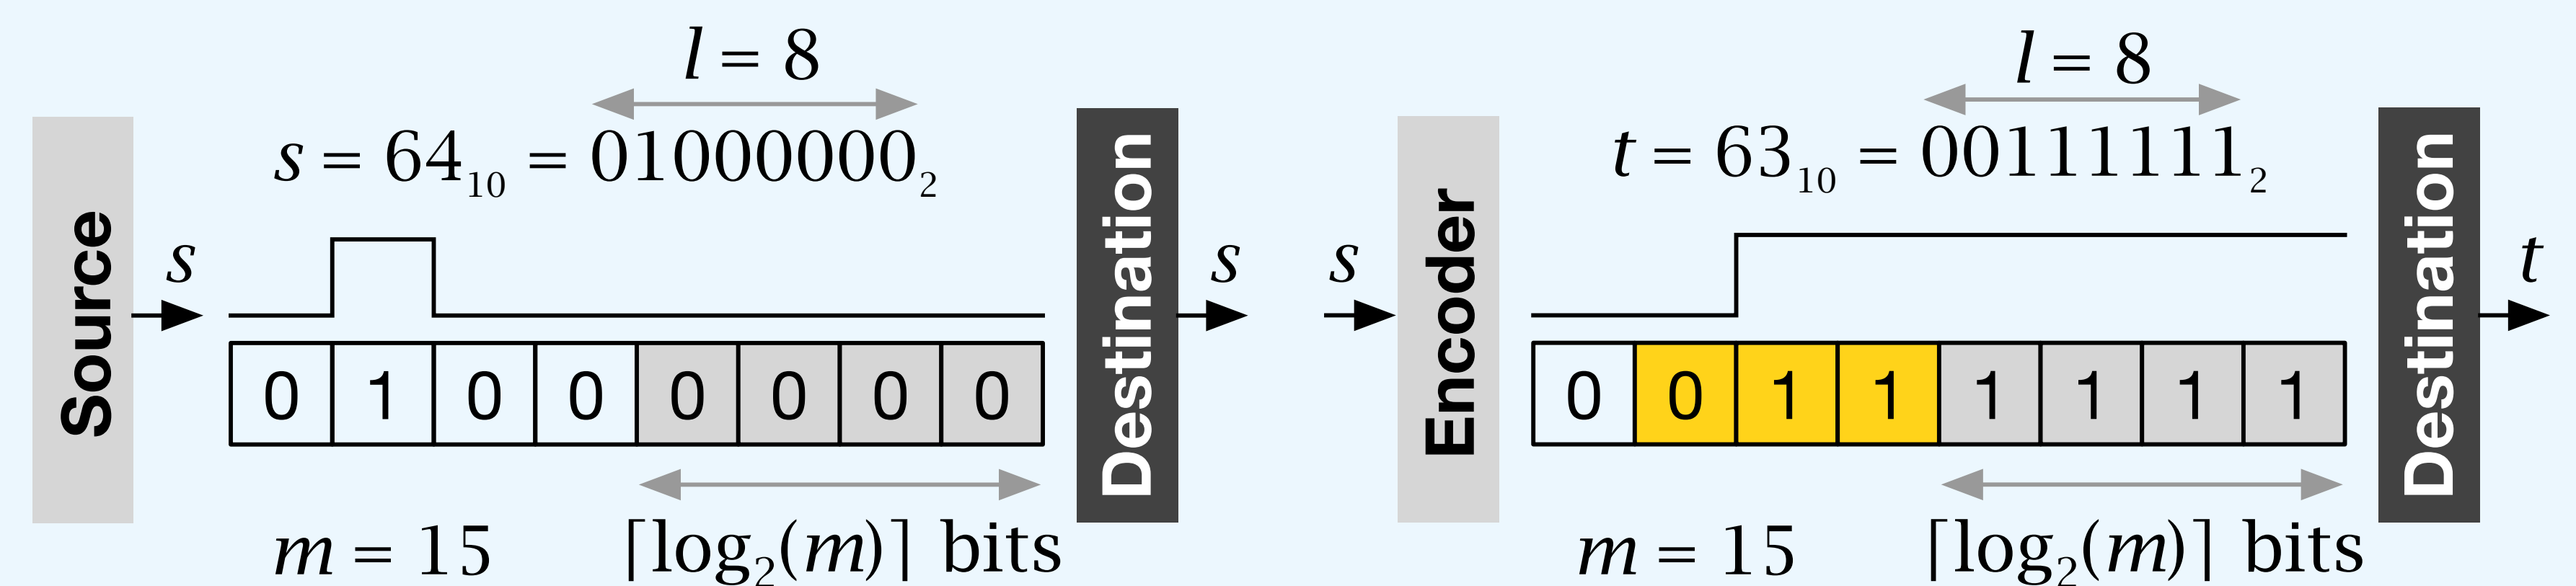 Source
s
l = 8
s = 64₁₀ = 01000000₂
0 1 0 0 0 0 0 0
m = 15
⌈log₂(m)⌉ bits
Destination
s
s
Encoder
l = 8
t = 63₁₀ = 00111111₂
0 0 1 1 1 1 1 1
m = 15
⌈log₂(m)⌉ bits
Destination
t